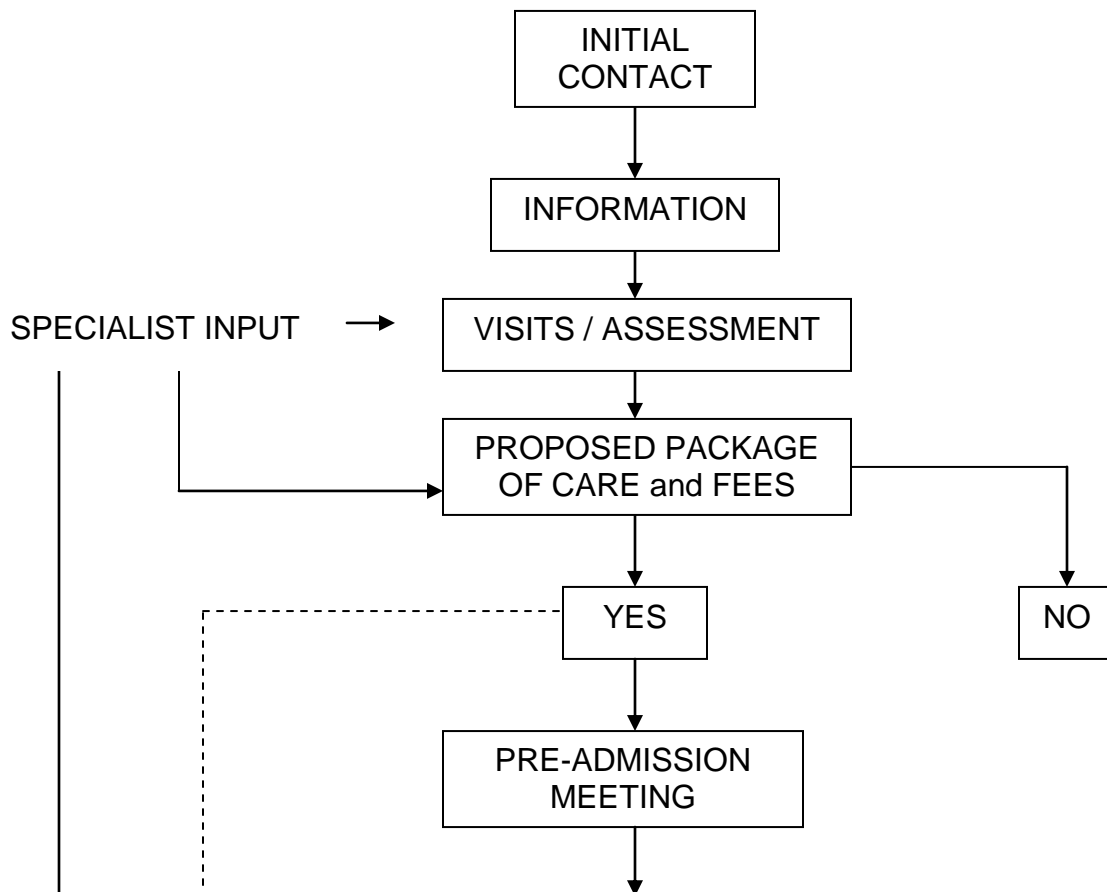 INITIAL
CONTACT
INFORMATION
SPECIALIST INPUT
VISITS / ASSESSMENT
PROPOSED PACKAGE
OF CARE and FEES
YES
NO
PRE-ADMISSION
MEETING